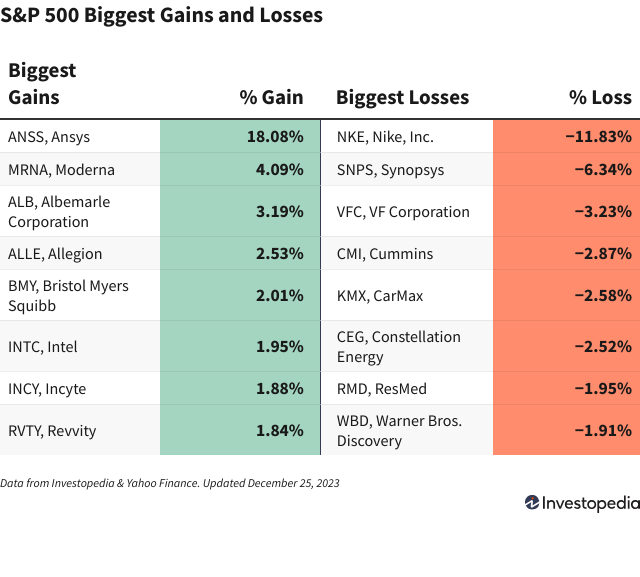 S&P 500 Biggest Gains and Losses
Biggest
Gains % Gain Biggest Losses % Loss
ANSS, Ansys 18.08% NKE, Nike, Inc. −11.83%
MRNA, Moderna 4.09% SNPS, Synopsys −6.34%
ALB, Albemarle
Corporation 3.19% VFC, VF Corporation −3.23%
ALLE, Allegion 2.53% CMI, Cummins −2.87%
BMY, Bristol Myers
Squibb 2.01% KMX, CarMax −2.58%
INTC, Intel 1.95% CEG, Constellation
Energy −2.52%
INCY, Incyte 1.88% RMD, ResMed −1.95%
RVTY, Revvity 1.84% WBD, Warner Bros.
Discovery −1.91%
Data from Investopedia & Yahoo Finance. Updated December 25, 2023
Investopedia